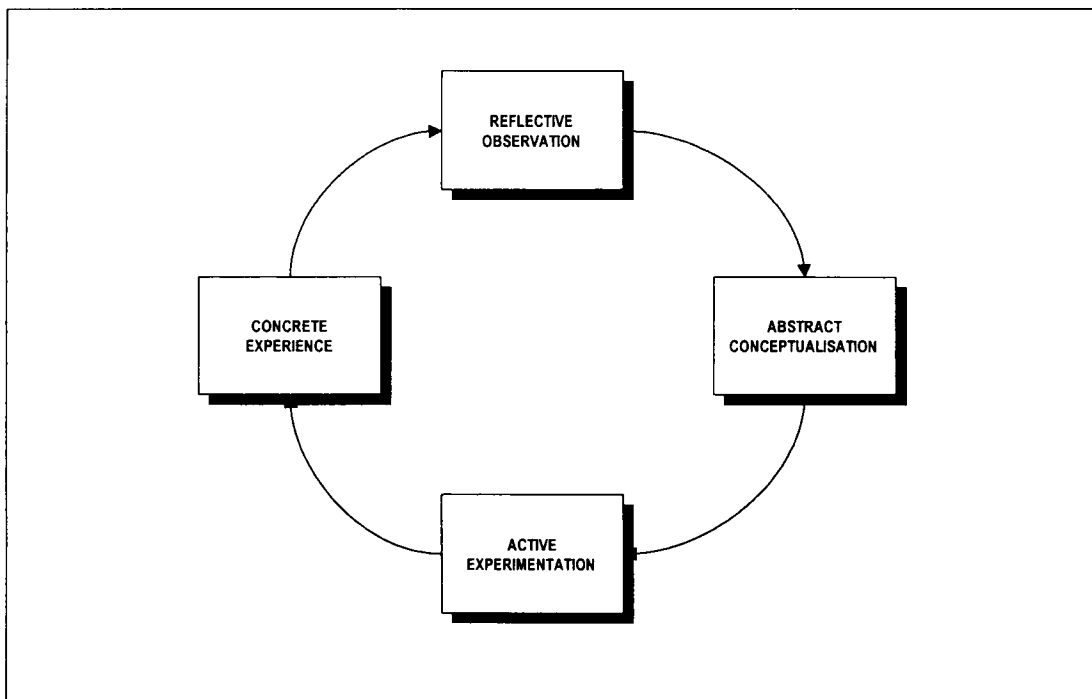 REFLECTIVE
OBSERVATION
CONCRETE
EXPERIENCE
ABSTRACT
CONCEPTUALISATION
ACTIVE
EXPERIMENTATION